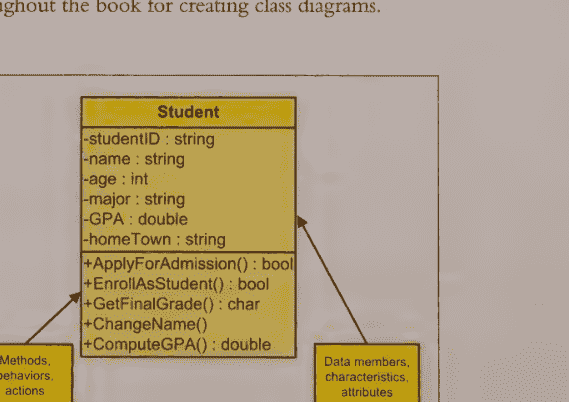 the book for creating class diagrams.
Student
-studentID : string
-name : string
-age : int
-major : string
-GPA : double
-homeTown : string
+ApplyForAdmission() : bool
+EnrollAsStudent() : bool
+GetFinalGrade() : char
+ChangeName()
+ComputeGPA() : double
Methods,
behaviors,
actions
Data members,
characteristics,
attributes